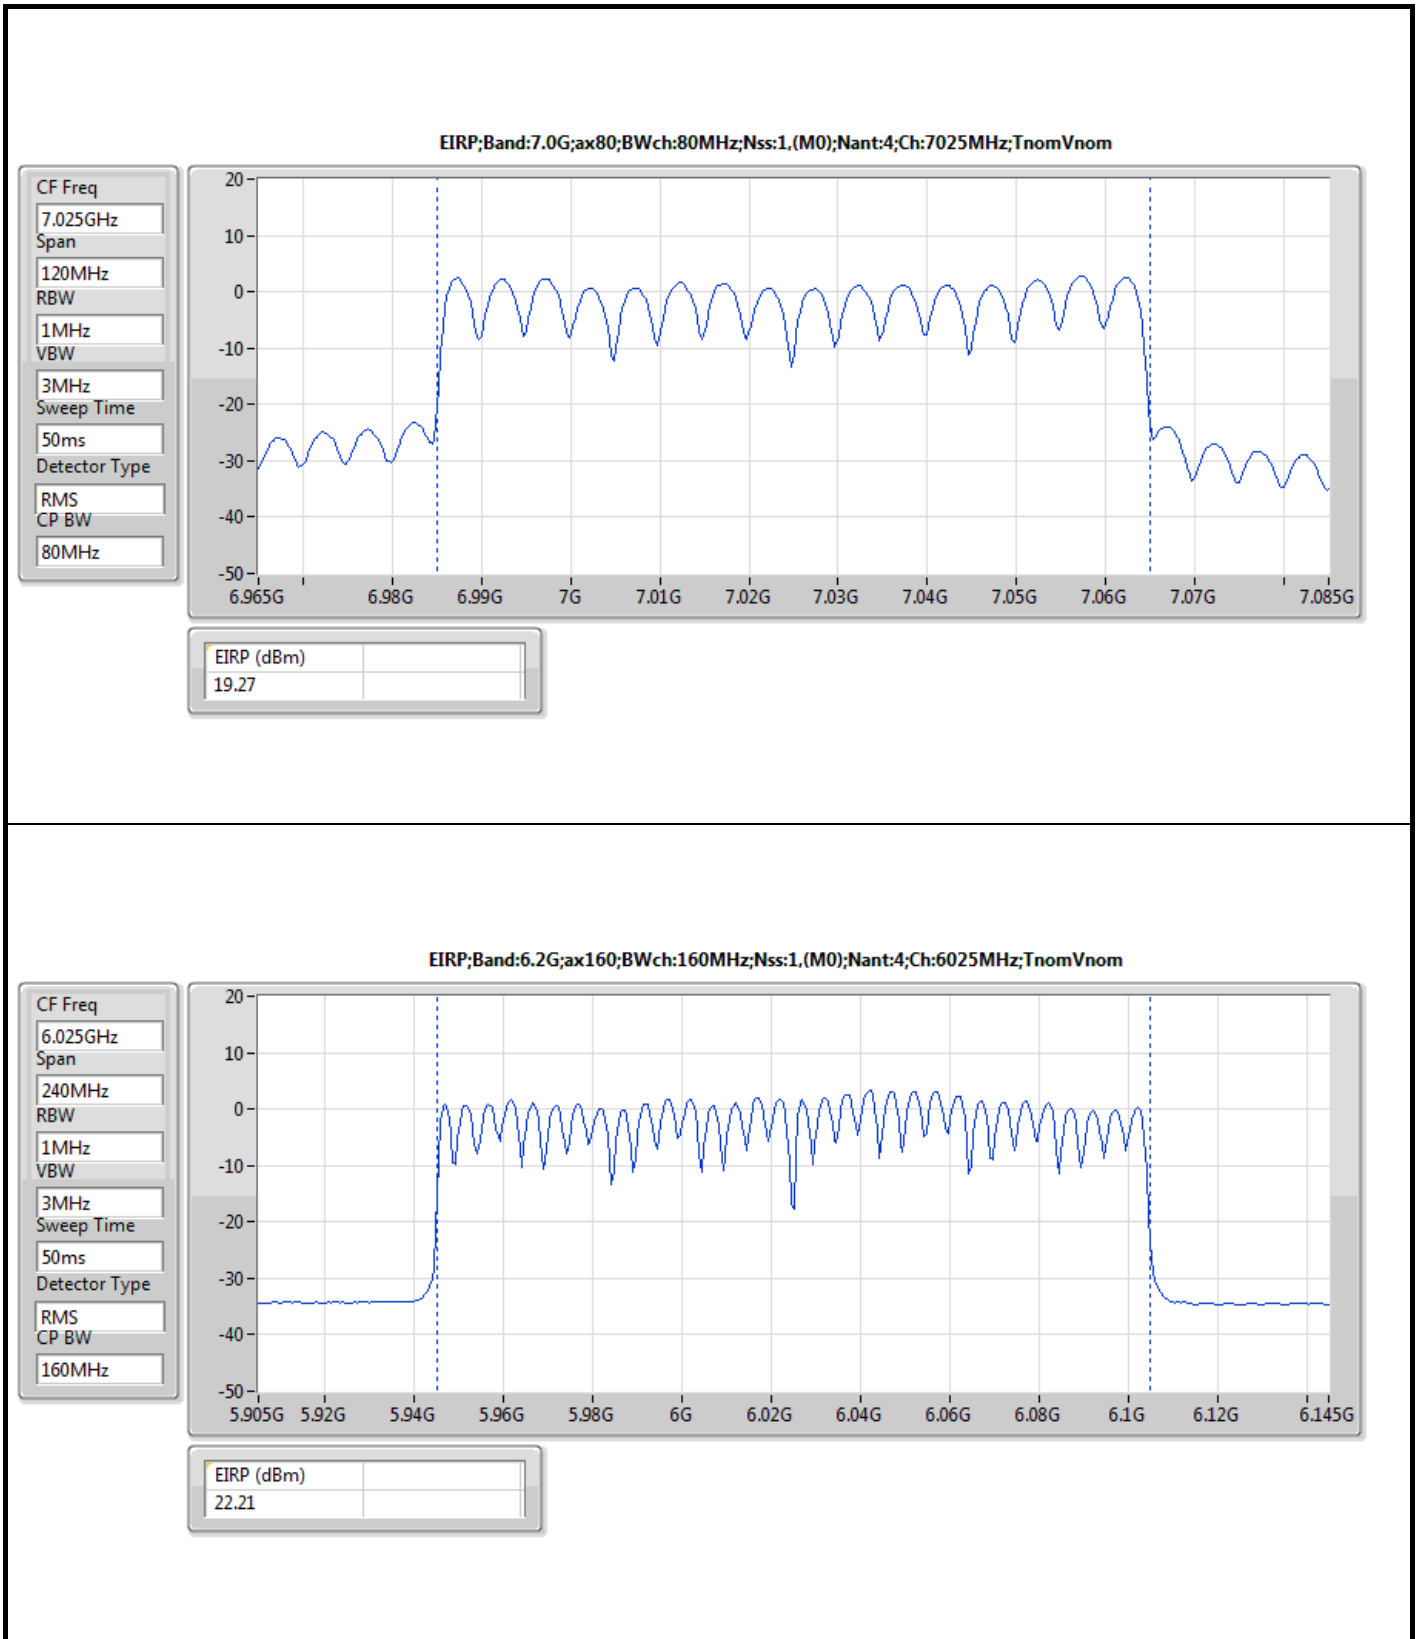 EIRP;Band:7.0G;ax80;BWch:80MHz;Nss:1,(M0);Nant:4;Ch:7025MHz;TnomVnom
CF Freq
7.025GHz
Span
120MHz
RBW
1MHz
VBW
3MHz
Sweep Time
50ms
Detector Type
RMS
CP BW
80MHz
20
10
0
-10
-20
-30
-40
-50
6.965G 6.98G 6.99G 7G 7.01G 7.02G 7.03G 7.04G 7.05G 7.06G 7.07G 7.085G
EIRP (dBm)
19.27
EIRP;Band:6.2G;ax160;BWch:160MHz;Nss:1,(M0);Nant:4;Ch:6025MHz;TnomVnom
CF Freq
6.025GHz
Span
240MHz
RBW
1MHz
VBW
3MHz
Sweep Time
50ms
Detector Type
RMS
CP BW
160MHz
20
10
0
-10
-20
-30
-40
-50
5.905G 5.92G 5.94G 5.96G 5.98G 6G 6.02G 6.04G 6.06G 6.08G 6.1G 6.12G 6.145G
EIRP (dBm)
22.21